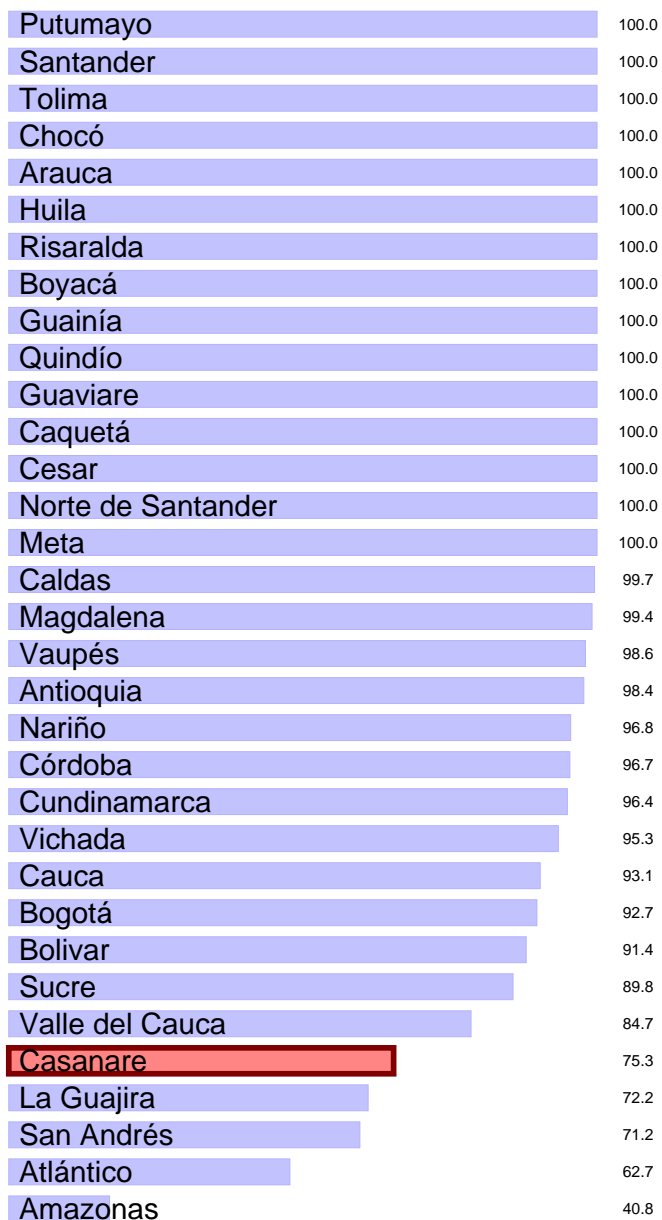 Putumayo 100.0
Santander 100.0
Tolima 100.0
Chocó 100.0
Arauca 100.0
Huila 100.0
Risaralda 100.0
Boyacá 100.0
Guainía 100.0
Quindío 100.0
Guaviare 100.0
Caquetá 100.0
Cesar 100.0
Norte de Santander 100.0
Meta 100.0
Caldas 99.7
Magdalena 99.4
Vaupés 98.6
Antioquia 98.4
Nariño 96.8
Córdoba 96.7
Cundinamarca 96.4
Vichada 95.3
Cauca 93.1
Bogotá 92.7
Bolivar 91.4
Sucre 89.8
Valle del Cauca 84.7
Casanare 75.3
La Guajira 72.2
San Andrés 71.2
Atlántico 62.7
Amazonas 40.8